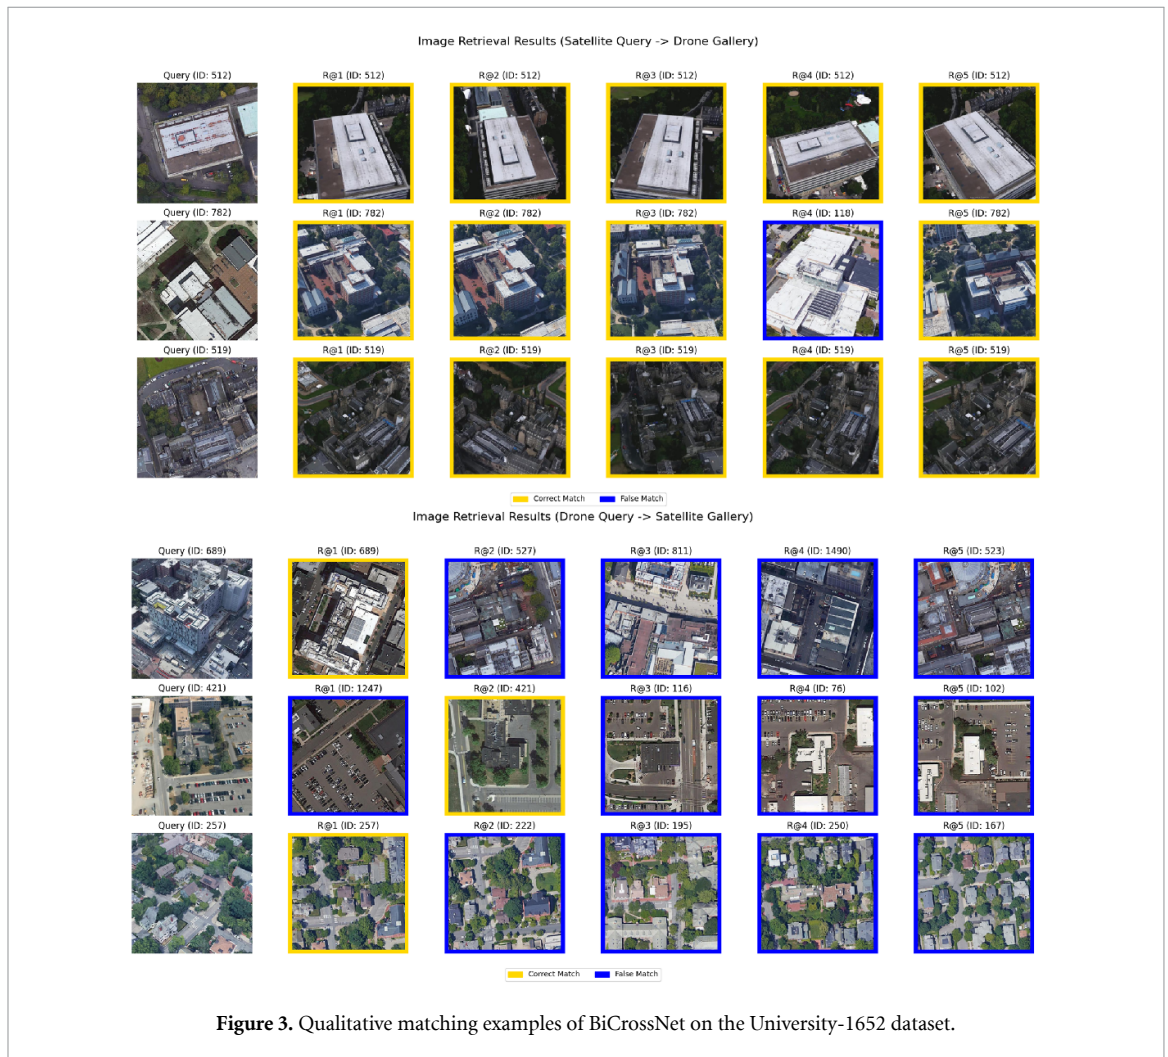 Image Retrieval Results (Satellite Query -> Drone Gallery)
Query (ID: 512) R@1 (ID: 512) R@2 (ID: 512) R@3 (ID: 512) R@4 (ID: 512) R@5 (ID: 512)
Query (ID: 782) R@1 (ID: 782) R@2 (ID: 782) R@3 (ID: 782) R@4 (ID: 118) R@5 (ID: 782)
Query (ID: 519) R@1 (ID: 519) R@2 (ID: 519) R@3 (ID: 519) R@4 (ID: 519) R@5 (ID: 519)
Correct Match False Match
Image Retrieval Results (Drone Query -> Satellite Gallery)
Query (ID: 689) R@1 (ID: 689) R@2 (ID: 527) R@3 (ID: 811) R@4 (ID: 1490) R@5 (ID: 523)
Query (ID: 421) R@1 (ID: 1247) R@2 (ID: 421) R@3 (ID: 116) R@4 (ID: 76) R@5 (ID: 102)
Query (ID: 257) R@1 (ID: 257) R@2 (ID: 222) R@3 (ID: 195) R@4 (ID: 250) R@5 (ID: 167)
Correct Match False Match
Figure 3. Qualitative matching examples of BiCrossNet on the University-1652 dataset.